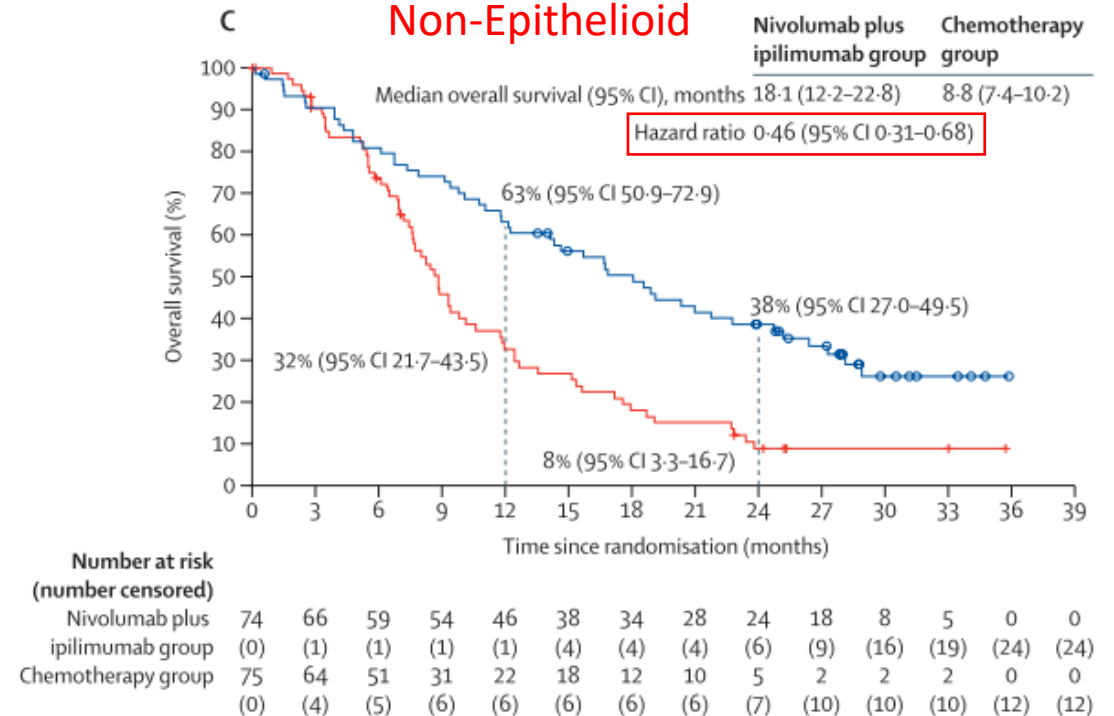 C
Non-Epithelioid
Nivolumab plus Chemotherapy
ipilimumab group group
Median overall survival (95% CI), months 18·1 (12·2–22·8) 8·8 (7·4–10·2)
Hazard ratio 0·46 (95% CI 0·31–0·68)
100
90
80
70
60
50
40
30
20
10
0
Overall survival (%)
63% (95% CI 50·9–72·9)
38% (95% CI 27·0–49·5)
32% (95% CI 21·7–43·5)
8% (95% CI 3·3–16·7)
0 3 6 9 12 15 18 21 24 27 30 33 36 39
Time since randomisation (months)
Number at risk
(number censored)
Nivolumab plus 74 66 59 54 46 38 34 28 24 18 8 5 0 0
ipilimumab group (0) (1) (1) (1) (1) (4) (4) (4) (6) (9) (16) (19) (24) (24)
Chemotherapy group 75 64 51 31 22 18 12 10 5 2 2 2 0 0
(0) (4) (5) (6) (6) (6) (6) (6) (7) (10) (10) (10) (12) (12)